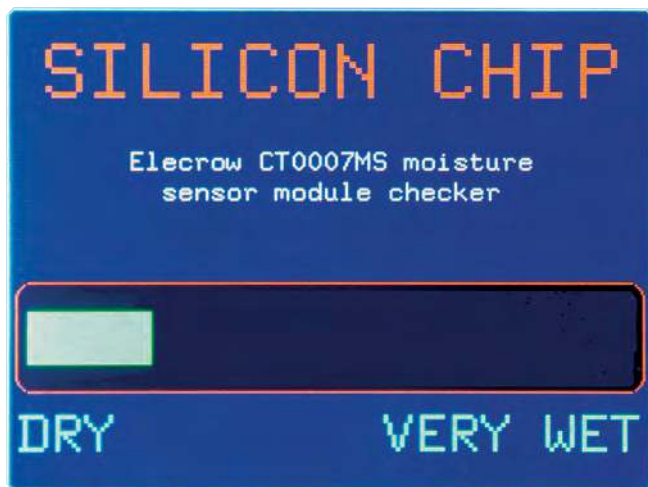 SILICON CHIP
Elecrow CT0007MS moisture
sensor module checker
DRY VERY WET